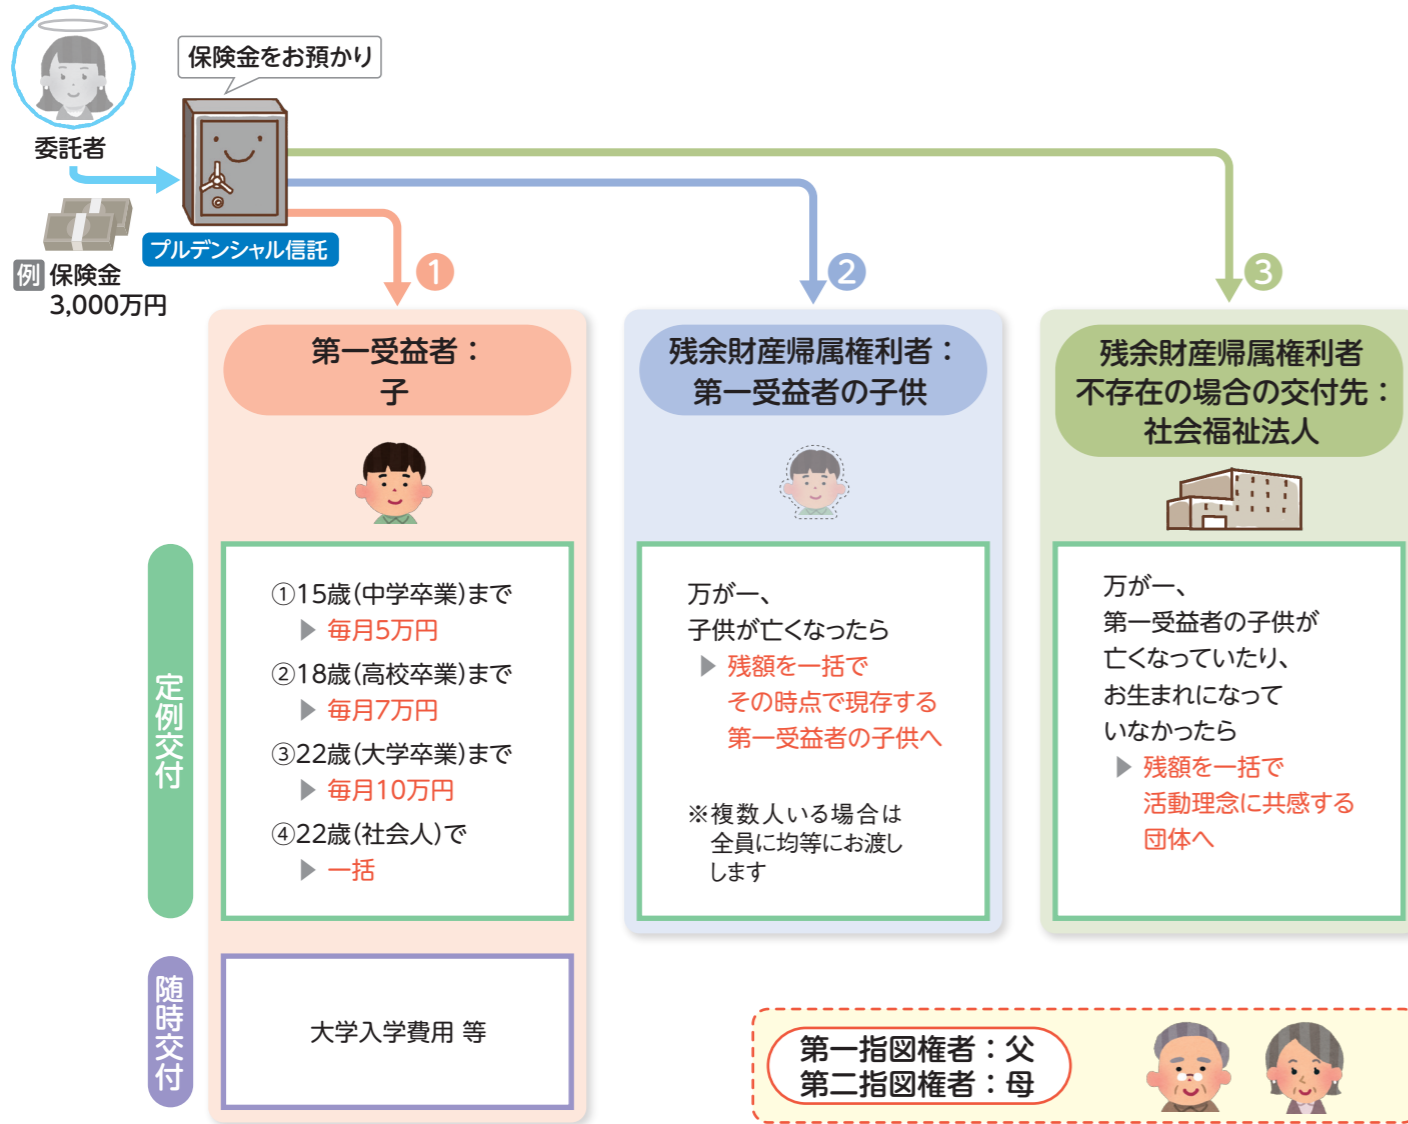 保険金をお預かり
委託者
プルデンシャル信託
例 保険金
3,000万円
1
2
3
第一受益者：
子
残余財産帰属権利者：
第一受益者の子供
残余財産帰属権利者
不存在の場合の交付先：
社会福祉法人
定例交付
①15歳(中学卒業)まで
▶ 毎月5万円
②18歳(高校卒業)まで
▶ 毎月7万円
③22歳(大学卒業)まで
▶ 毎月10万円
④22歳(社会人)で
▶ 一括
万が一、
子供が亡くなったら
▶ 残額を一括で
その時点で現存する
第一受益者の子供へ
※複数人いる場合は
全員に均等にお渡し
します
万が一、
第一受益者の子供が
亡くなっていたり、
お生まれになって
いなかったら
▶ 残額を一括で
活動理念に共感する
団体へ
随時交付
大学入学費用 等
第一指図権者：父
第二指図権者：母